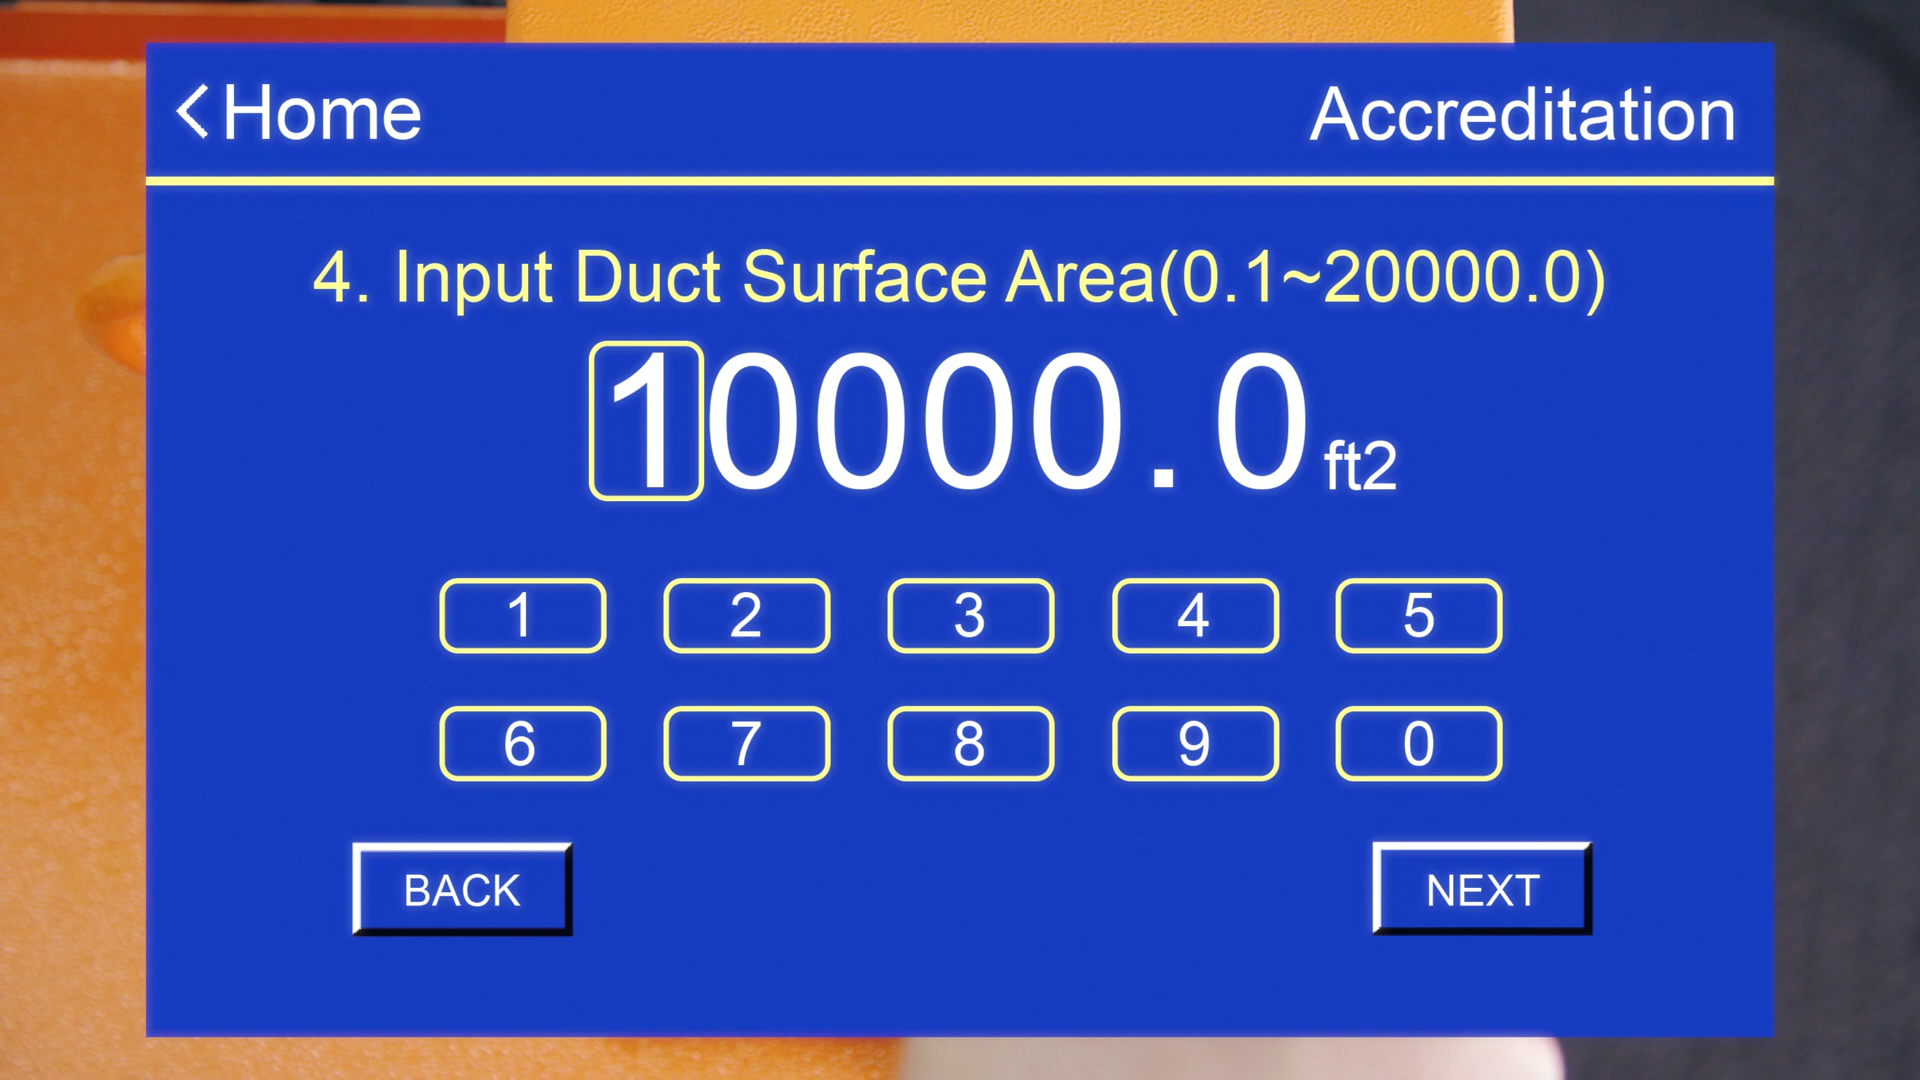 <Home
Accreditation
4. Input Duct Surface Area(0.1~20000.0)
10000.0 ft2
1 2 3 4 5
6 7 8 9 0
BACK
NEXT